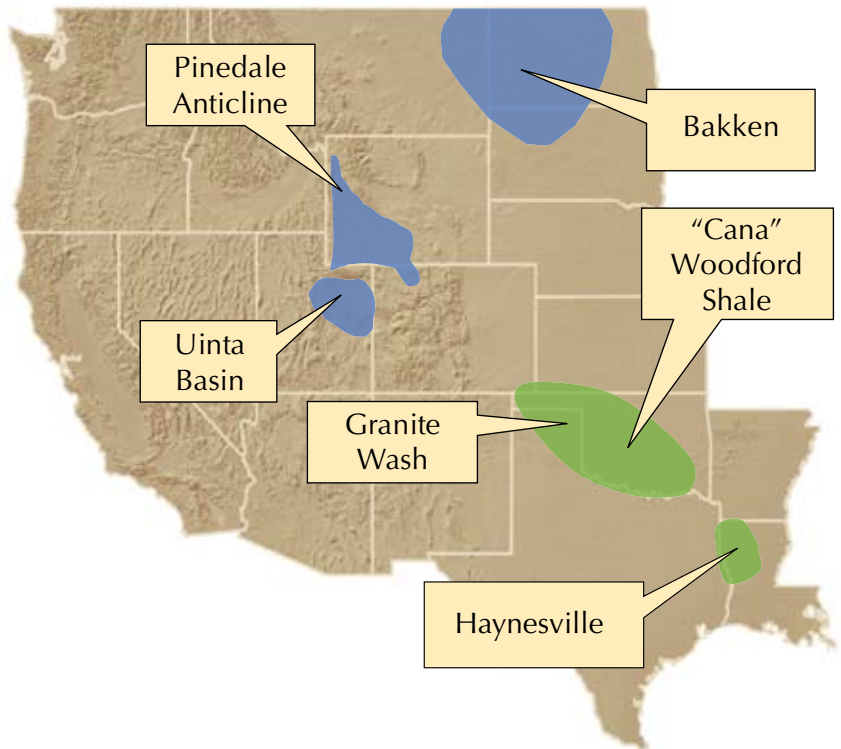 Pinedale
Anticline
Bakken
“Cana”
Woodford
Shale
Uinta
Basin
Granite
Wash
Haynesville